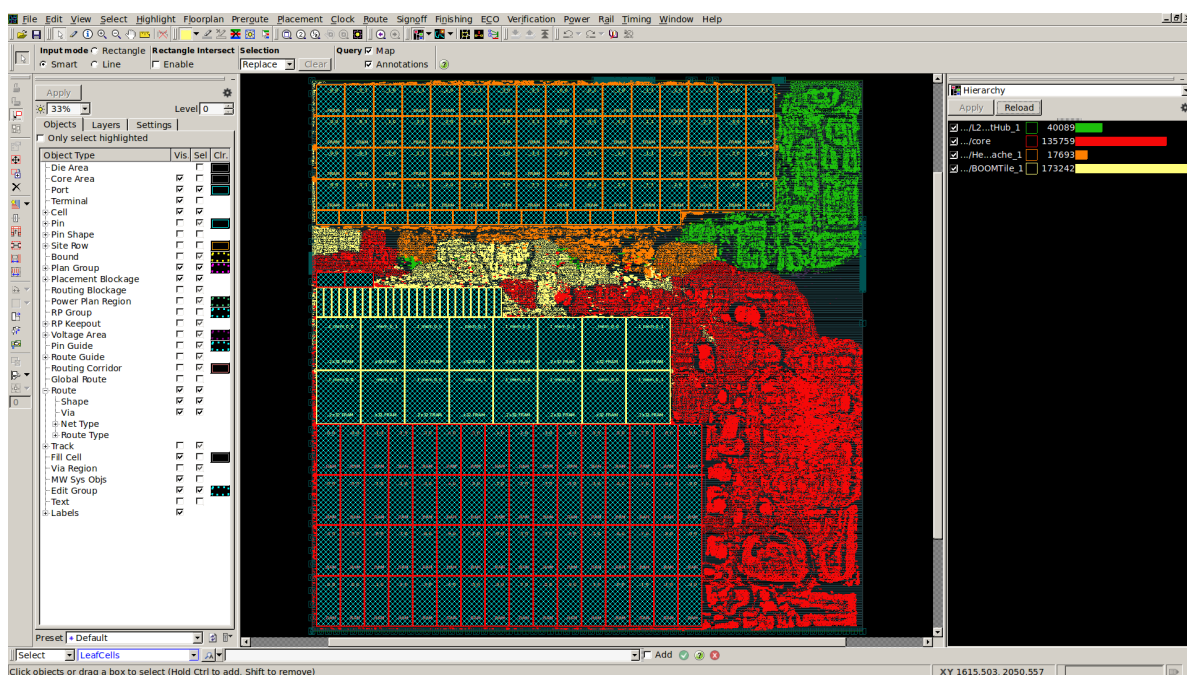 File Edit View Select Highlight Floorplan Preroute Placement Clock Route Signoff Finishing ECO Verification Power Rail Timing Window Help
Input mode Rectangle Rectangle Intersect Selection Query Map
Smart Line Enable Replace Clear Annotations
Apply
33% Level 0
Objects Layers Settings
Only select highlighted
Object Type Vis. Sel Clr.
Die Area
Core Area
Port
Terminal
Cell
Pin
Pin Shape
Site Row
Bound
Plan Group
Placement Blockage
Routing Blockage
Power Plan Region
RP Group
RP Keepout
Voltage Area
Pin Guide
Route Guide
Routing Corridor
Global Route
Route
Shape
Via
Net Type
Route Type
Track
Fill Cell
Via Region
MW Sys Objs
Edit Group
Text
Labels
0
Preset Default
Hierarchy
Apply Reload
.../L2...tHub_1 40089
.../core 135759
.../He...ache_1 17693
.../BOOMTile_1 173242
Select LeafCells Add
Click objects or drag a box to select (Hold Ctrl to add, Shift to remove) XY 1615.503, 2050.557